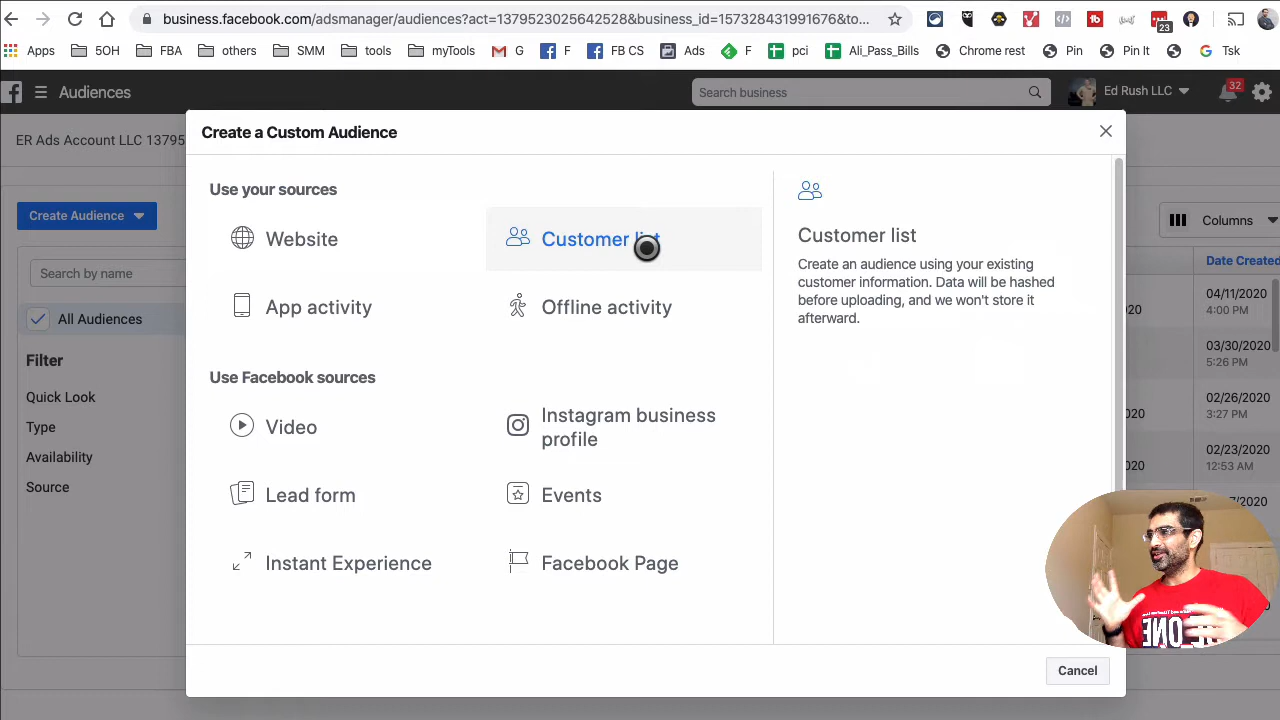 business.facebook.com/adsmanager/audiences?act=1379523025642528&business_id=157328431991676&to...
23
Apps 5OH FBA others SMM tools myTools G F FB CS Ads F pci Ali_Pass_Bills Chrome rest Pin Pin It Tsk
Audiences
Search business
Ed Rush LLC
32
ER Ads Account LLC 13795
Create Audience
Search by name
All Audiences
Filter
Quick Look
Type
Availability
Source
Create a Custom Audience
Use your sources
Website
Customer list
App activity
Offline activity
Use Facebook sources
Video
Instagram business
profile
Lead form
Events
Instant Experience
Facebook Page
Customer list
Create an audience using your existing
customer information. Data will be hashed
before uploading, and we won't store it
afterward.
Cancel
Columns
Date Created
04/11/2020
4:00 PM
03/30/2020
5:26 PM
02/26/2020
3:27 PM
02/23/2020
12:53 AM